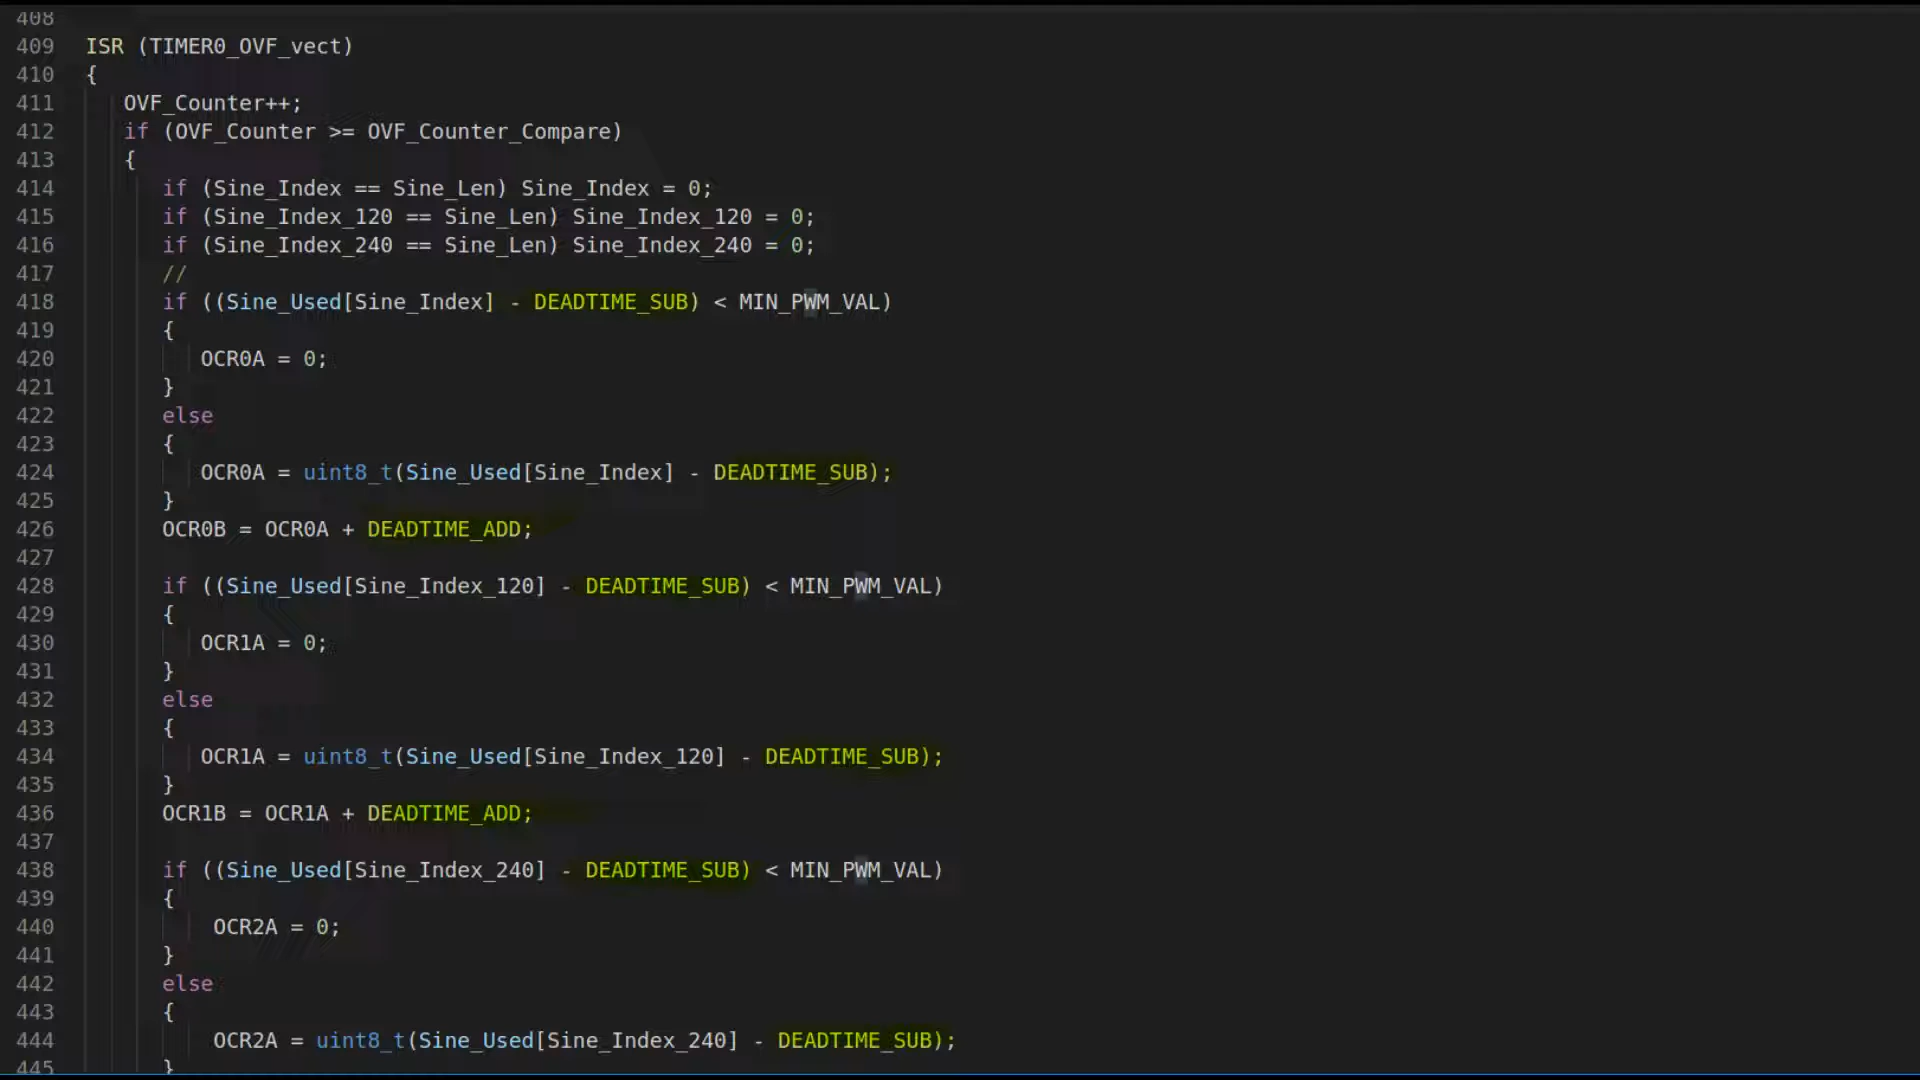 408
409 ISR (TIMER0_OVF_vect)
410 {
411 OVF_Counter++;
412 if (OVF_Counter >= OVF_Counter_Compare)
413 {
414 if (Sine_Index == Sine_Len) Sine_Index = 0;
415 if (Sine_Index_120 == Sine_Len) Sine_Index_120 = 0;
416 if (Sine_Index_240 == Sine_Len) Sine_Index_240 = 0;
417 //
418 if ((Sine_Used[Sine_Index] - DEADTIME_SUB) < MIN_PWM_VAL)
419 {
420 OCR0A = 0;
421 }
422 else
423 {
424 OCR0A = uint8_t(Sine_Used[Sine_Index] - DEADTIME_SUB);
425 }
426 OCR0B = OCR0A + DEADTIME_ADD;
427
428 if ((Sine_Used[Sine_Index_120] - DEADTIME_SUB) < MIN_PWM_VAL)
429 {
430 OCR1A = 0;
431 }
432 else
433 {
434 OCR1A = uint8_t(Sine_Used[Sine_Index_120] - DEADTIME_SUB);
435 }
436 OCR1B = OCR1A + DEADTIME_ADD;
437
438 if ((Sine_Used[Sine_Index_240] - DEADTIME_SUB) < MIN_PWM_VAL)
439 {
440 OCR2A = 0;
441 }
442 else
443 {
444 OCR2A = uint8_t(Sine_Used[Sine_Index_240] - DEADTIME_SUB);
445 }